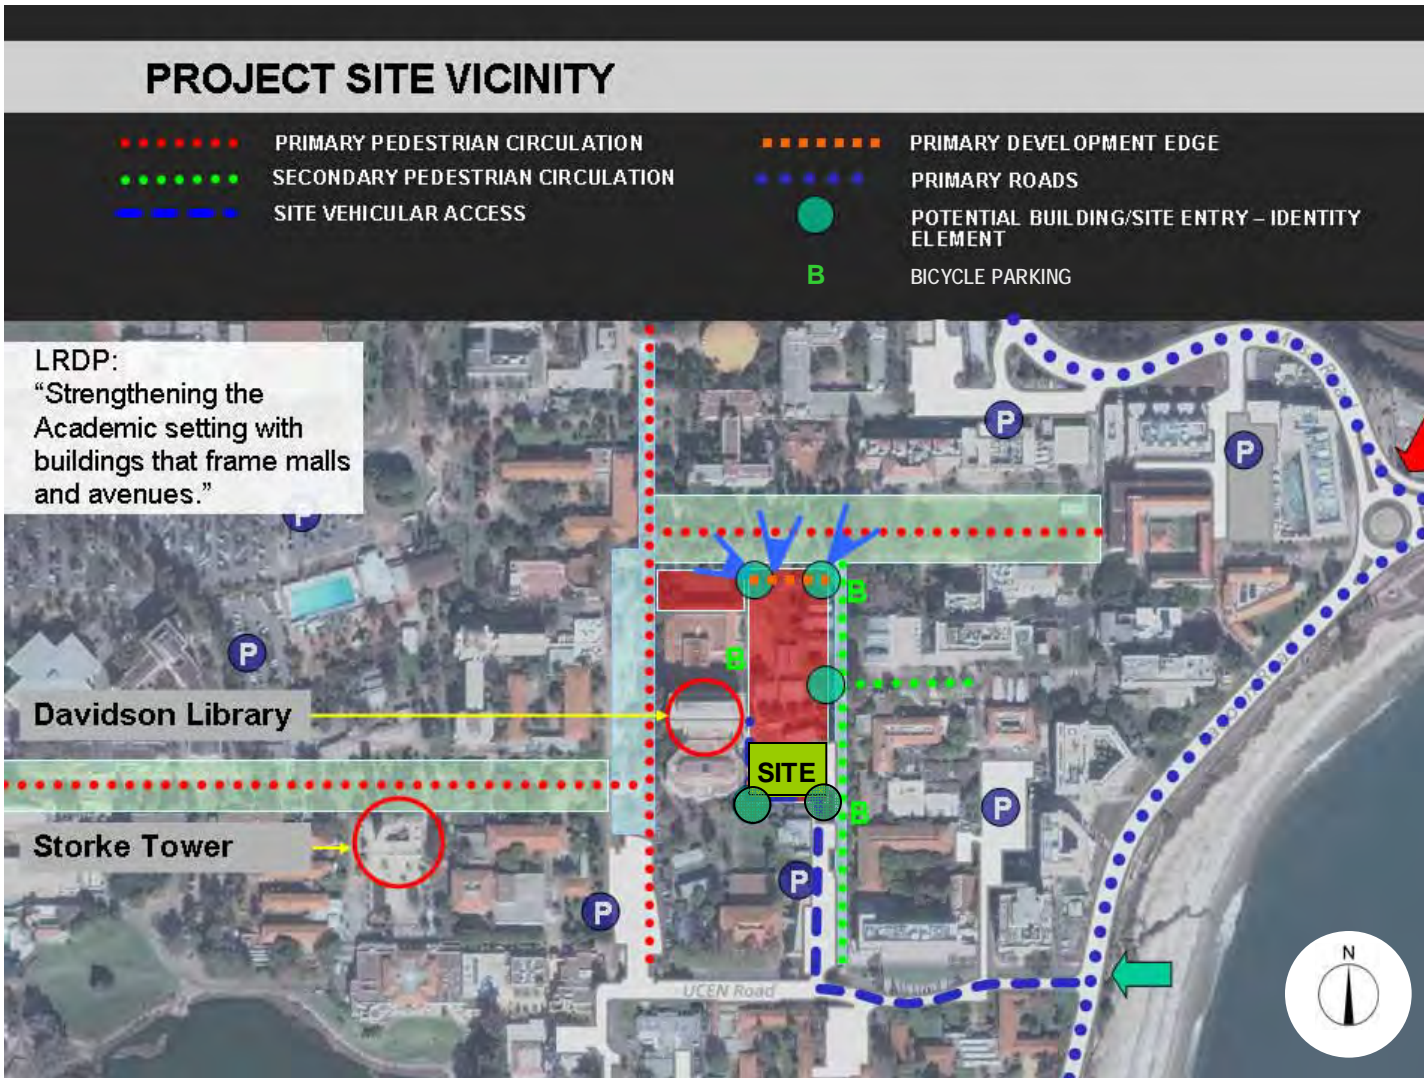 PROJECT SITE VICINITY
PRIMARY PEDESTRIAN CIRCULATION
SECONDARY PEDESTRIAN CIRCULATION
SITE VEHICULAR ACCESS
PRIMARY DEVELOPMENT EDGE
PRIMARY ROADS
POTENTIAL BUILDING/SITE ENTRY – IDENTITY
ELEMENT
B
BICYCLE PARKING
LRDP:
“Strengthening the
Academic setting with
buildings that frame malls
and avenues.”
P
P
P
P
B
B
Davidson Library
SITE
P
B
Storke Tower
P
P
UCEN Road
N